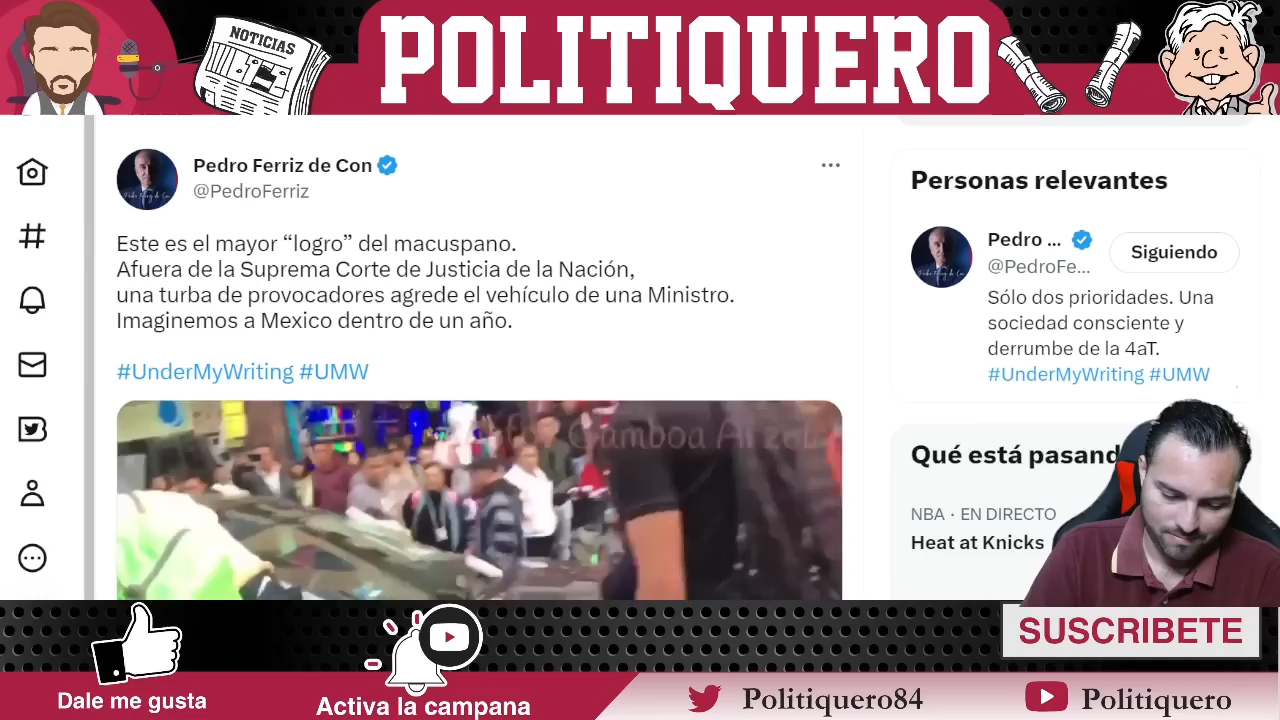 NOTICIAS
POLITIQUERO
Pedro Ferriz de Con
@PedroFerriz
Este es el mayor “logro” del macuspano.
Afuera de la Suprema Corte de Justicia de la Nación,
una turba de provocadores agrede el vehículo de una Ministro.
Imaginemos a Mexico dentro de un año.
#UnderMyWriting #UMW
Gamboa
Personas relevantes
Pedro ...
@PedroFe...
Siguiendo
Sólo dos prioridades. Una
sociedad consciente y
derrumbe de la 4aT.
#UnderMyWriting #UMW
Qué está pasand
NBA · EN DIRECTO
Heat at Knicks
SUSCRIBETE
Dale me gusta
Activa la campana
Politiquero84
Politiquero